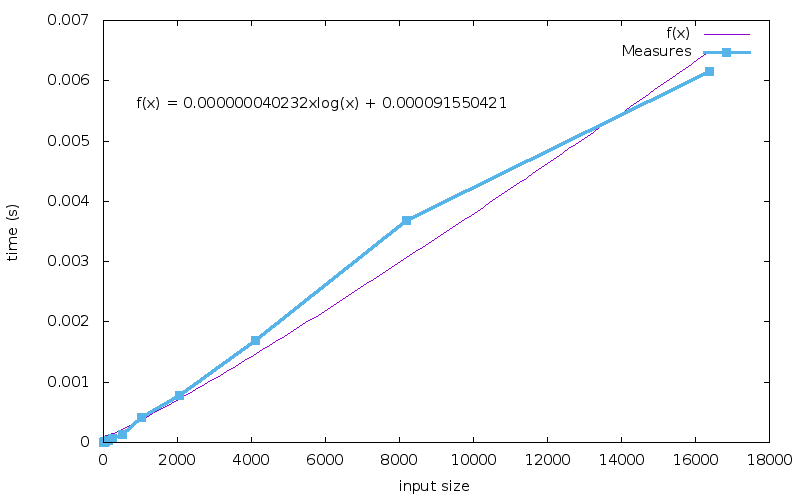 0.007
f(x)
Measures
0.006
f(x) = 0.000000040232xlog(x) + 0.000091550421
0.005
0.004
time (s)
0.003
0.002
0.001
0
0 2000 4000 6000 8000 10000 12000 14000 16000 18000
input size